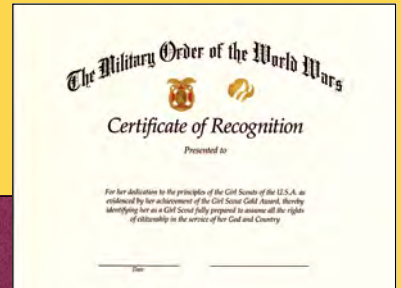 The Military Order of the World Wars
Certificate of Recognition
Presented to
For her dedication to the principles of the Girl Scouts of the U.S.A. as
evidenced by her achievement of the Girl Scout Gold Award, thereby
identifying her as a Girl Scout fully prepared to assume all the rights
of citizenship in the service of her God and Country
Date